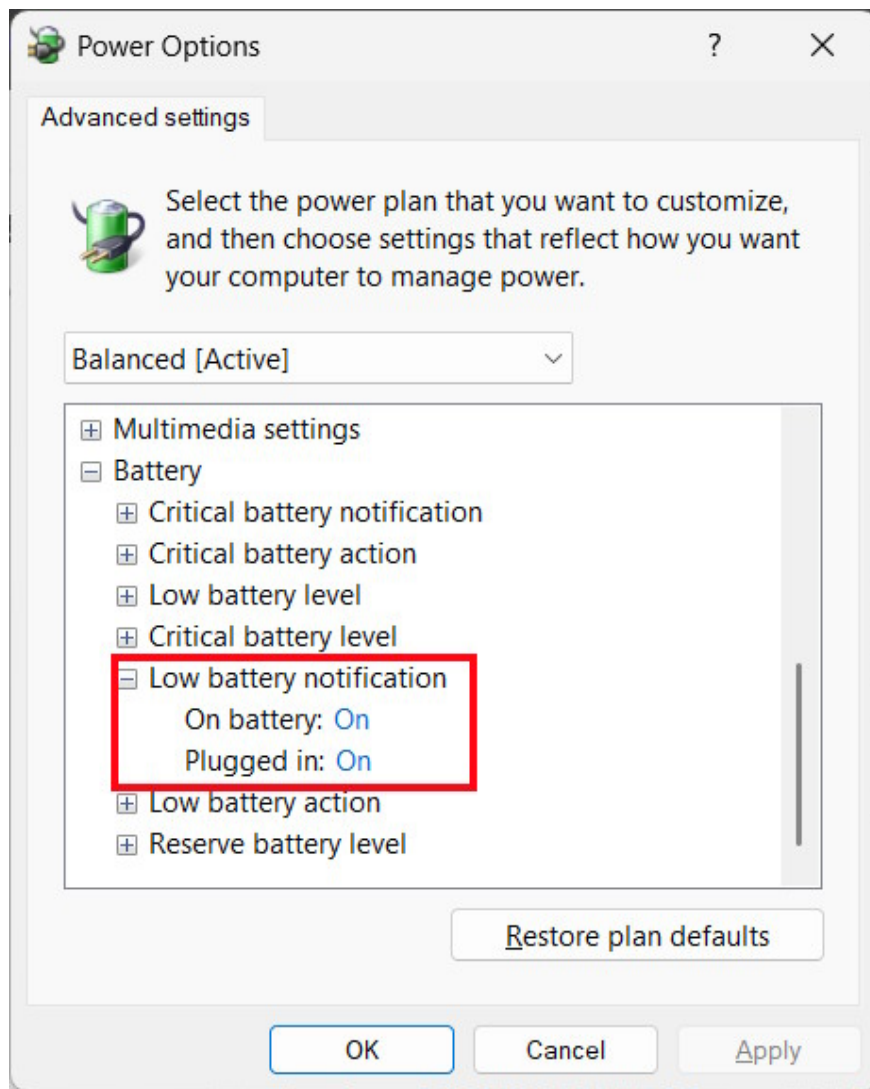 Power Options
?
Advanced settings
Select the power plan that you want to customize,
and then choose settings that reflect how you want
your computer to manage power.
Balanced [Active]
Multimedia settings
Battery
Critical battery notification
Critical battery action
Low battery level
Critical battery level
Low battery notification
On battery: On
Plugged in: On
Low battery action
Reserve battery level
Restore plan defaults
OK
Cancel
Apply